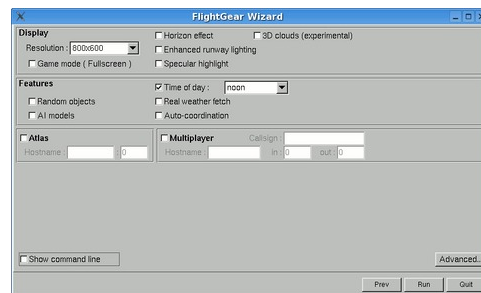 FlightGear Wizard
Display
Resolution : 800x600
Game mode ( Fullscreen )
Horizon effect
3D clouds (experimental)
Enhanced runway lighting
Specular highlight
Features
Random objects
AI models
Time of day : noon
Real weather fetch
Auto-coordination
Atlas
Hostname : : 0
Multiplayer Callsign :
Hostname : in : 0 out : 0
Show command line
Advanced...
Prev Run Quit